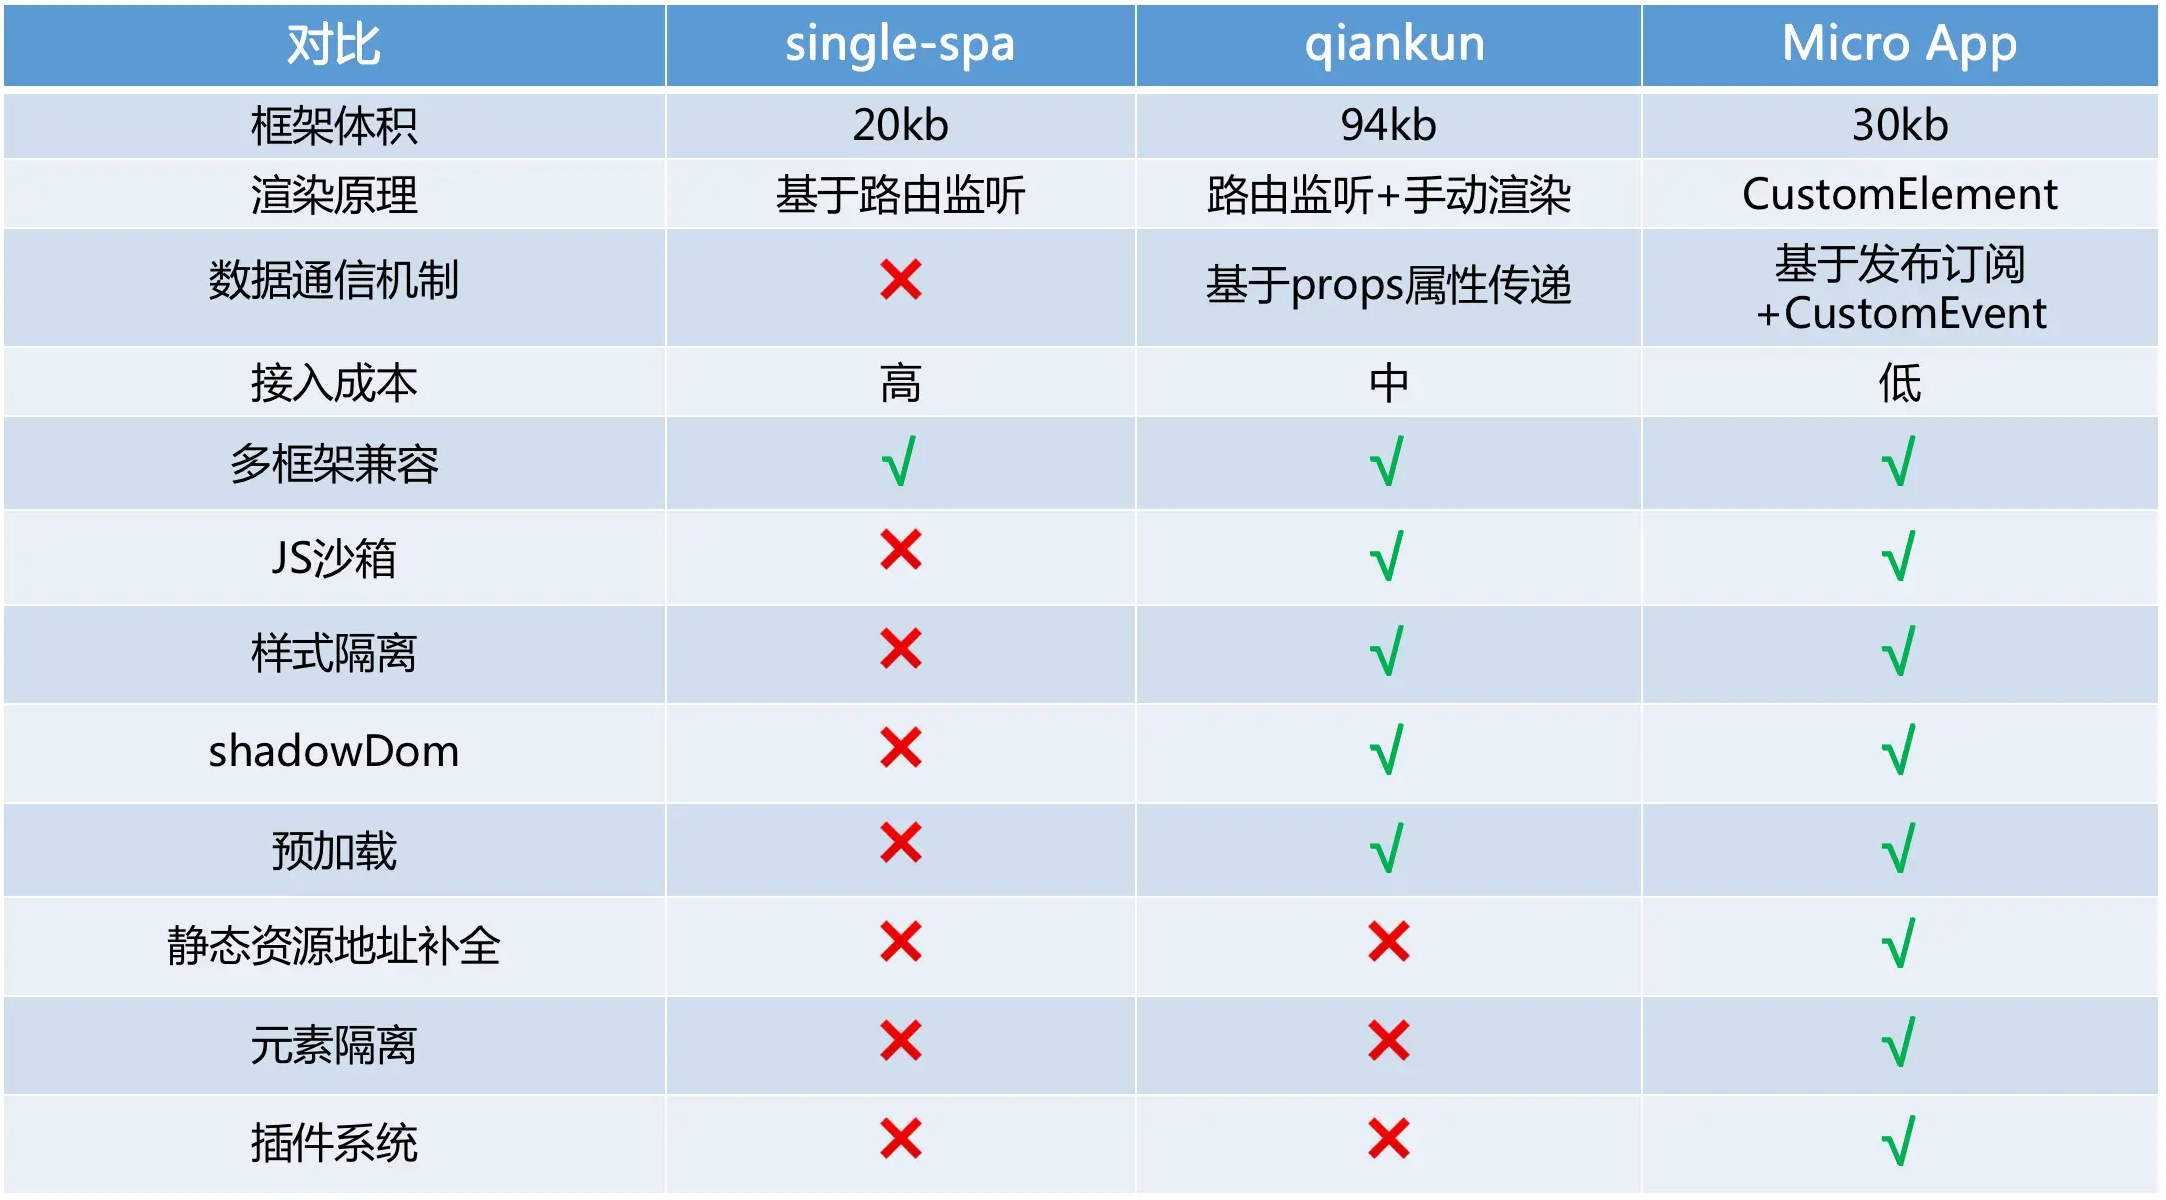 对比 single-spa qiankun Micro App
框架体积 20kb 94kb 30kb
渲染原理 基于路由监听 路由监听+手动渲染 CustomElement
数据通信机制 ❌ 基于props属性传递 基于发布订阅
+CustomEvent
接入成本 高 中 低
多框架兼容 √ √ √
JS沙箱 ❌ √ √
样式隔离 ❌ √ √
shadowDom ❌ √ √
预加载 ❌ √ √
静态资源地址补全 ❌ ❌ √
元素隔离 ❌ ❌ √
插件系统 ❌ ❌ √